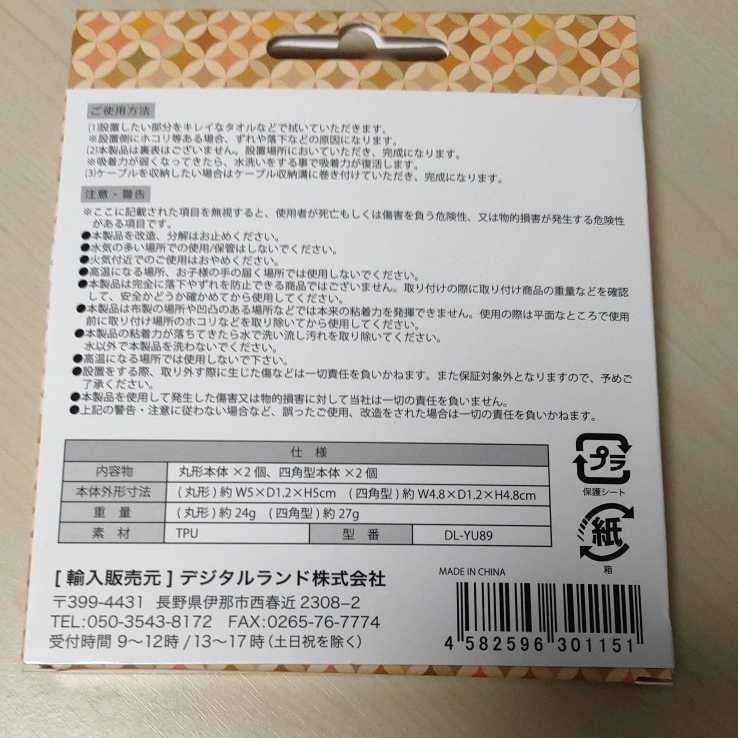 ご使用方法
(1)設置したい部分をキレイなタオルなどで拭いていただきます。
※設置側にホコリ等ある場合、ずれや落下などの原因になります。
(2)本製品は裏表はございません。設置場所においていただき、完成になります。
※吸着力が弱くなってきたら、水洗いをする事で吸着力が復活します。
(3)ケーブルを収納したい場合はケーブル収納溝に巻き付けていただき、完成になります。
注意・警告
※ここに記載された項目を無視すると、使用者が死亡もしくは傷害を負う危険性、又は物的損害が発生する危険性
がある項目です。
●本製品を改造、分解はお止めください。
●水気の多い場所での使用/保管はしないでください。
●火気付近でのご使用はおやめください。
●高温になる場所、お子様の手の届く場所では使用しないでください。
●本製品は完全に落下やずれを防止できる商品ではございません。取り付けの際に取り付け商品の重量などを確認
して、安全かどうか確かめてから使用してください。
●本製品は布製の場所や凹凸のある場所などでは本来の粘着力を発揮できません。使用の際は平面なところで使用
前に取り付け場所のホコリなどを取り除いてから使用してください。
●本製品の粘着力が落ちてきたら水で洗い流し汚れを取り除いてください。
水以外で本製品を洗わないでください。
●高温になる場所では使用しないで下さい。
●設置をする際、取り外す際に生じた傷などは一切責任を負いかねます。また保証対象外となりますので、予めご
了承ください。
●本製品を使用して発生した傷害又は物的損害に対して当社は一切の責任を負いません。
●上記の警告・注意に従わない場合など、誤ったご使用、改造をされた場合は一切の責任を負いかねます。
仕様
内容物 丸形本体 ×2個、四角型本体 ×2個
本体外形寸法 (丸形)約 W5×D1.2×H5cm (四角型)約 W4.8×D1.2×H4.8cm
重量 (丸形)約24g (四角型)約27g
素材 TPU 型番 DL-YU89
プラ
保護シート
紙
箱
[輸入販売元]デジタルランド株式会社
〒399-4431 長野県伊那市西春近 2308−2
TEL:050-3543-8172 FAX:0265-76-7774
受付時間 9〜12時/13〜17時(土日祝を除く)
MADE IN CHINA
4 582596 301151